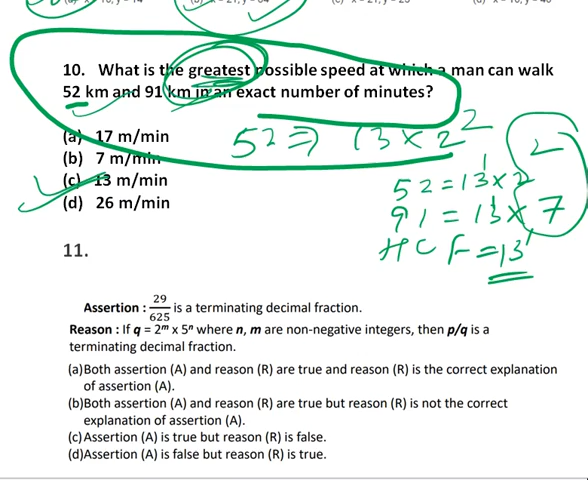 10. What is the greatest possible speed at which a man can walk
52 km and 91 km in an exact number of minutes?
(a) 17 m/min
(b) 7 m/min
(c) 13 m/min
(d) 26 m/min
52 ⇒ 13 × 2²
52 = 13 × 2
91 = 13 × 7
HCF = 13
11.
Assertion : 29/625 is a terminating decimal fraction.
Reason : If q = 2ᵐ x 5ⁿ where n, m are non-negative integers, then p/q is a
terminating decimal fraction.
(a)Both assertion (A) and reason (R) are true and reason (R) is the correct explanation
of assertion (A).
(b)Both assertion (A) and reason (R) are true but reason (R) is not the correct
explanation of assertion (A).
(c)Assertion (A) is true but reason (R) is false.
(d)Assertion (A) is false but reason (R) is true.